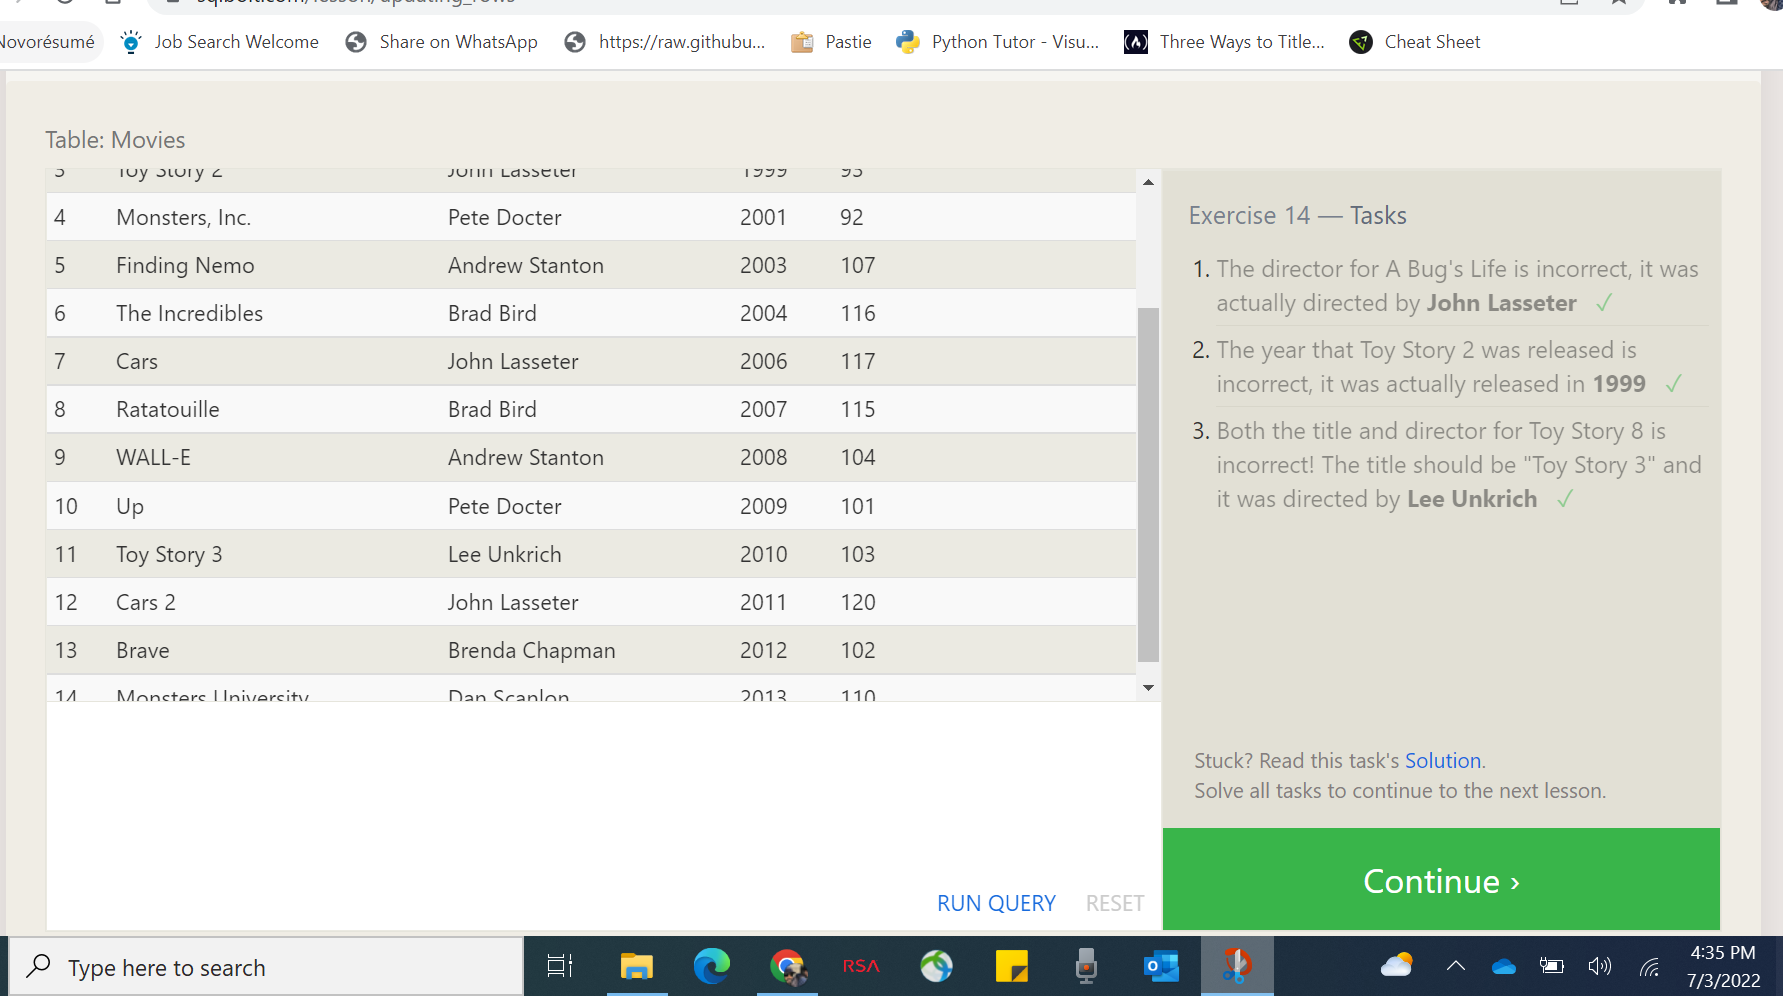 Novorésumé Job Search Welcome Share on WhatsApp https://raw.githubu... Pastie Python Tutor - Visu... Three Ways to Title... Cheat Sheet
Table: Movies
3 Toy Story 2 John Lasseter 1999 93
4 Monsters, Inc. Pete Docter 2001 92
5 Finding Nemo Andrew Stanton 2003 107
6 The Incredibles Brad Bird 2004 116
7 Cars John Lasseter 2006 117
8 Ratatouille Brad Bird 2007 115
9 WALL-E Andrew Stanton 2008 104
10 Up Pete Docter 2009 101
11 Toy Story 3 Lee Unkrich 2010 103
12 Cars 2 John Lasseter 2011 120
13 Brave Brenda Chapman 2012 102
14 Monsters University Dan Scanlon 2013 110
RUN QUERY RESET
Exercise 14 — Tasks
1. The director for A Bug's Life is incorrect, it was
actually directed by John Lasseter ✓
2. The year that Toy Story 2 was released is
incorrect, it was actually released in 1999 ✓
3. Both the title and director for Toy Story 8 is
incorrect! The title should be "Toy Story 3" and
it was directed by Lee Unkrich ✓
Stuck? Read this task's Solution.
Solve all tasks to continue to the next lesson.
Continue ›
Type here to search
RSA
4:35 PM
7/3/2022